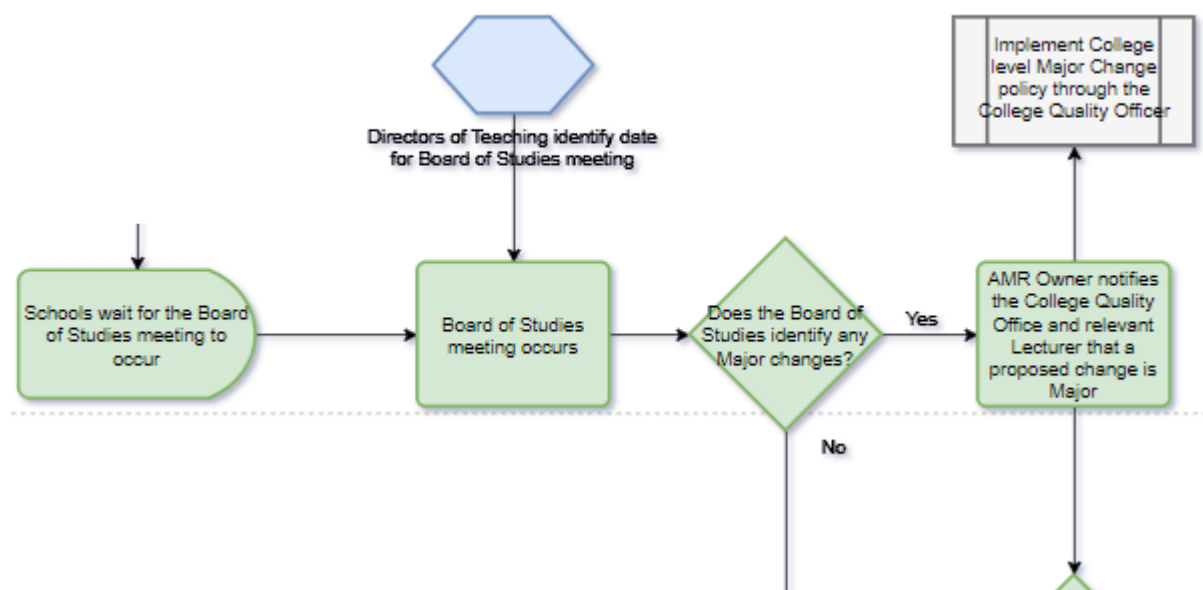 Directors of Teaching identify date
for Board of Studies meeting
Implement College
level Major Change
policy through the
College Quality Officer
Schools wait for the Board
of Studies meeting to
occur
Board of Studies
meeting occurs
Does the Board of
Studies identify any
Major changes?
Yes
AMR Owner notifies
the College Quality
Office and relevant
Lecturer that a
proposed change is
Major
No